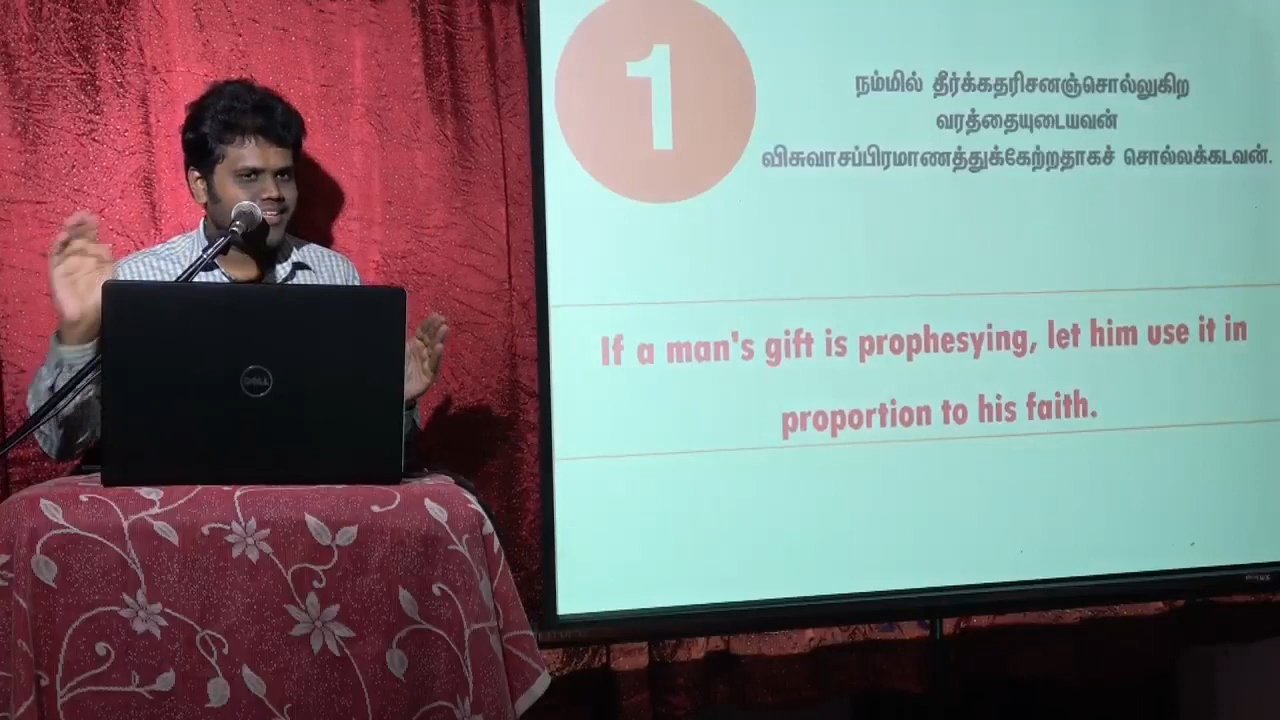 1
நம்மில் தீர்க்கதரிசனஞ்சொல்லுகிற
வரத்தையுடையவன்
விசுவாசப்பிரமாணத்துக்கேற்றதாகச் சொல்லக்கடவன்.
If a man's gift is prophesying, let him use it in
proportion to his faith.
DELL